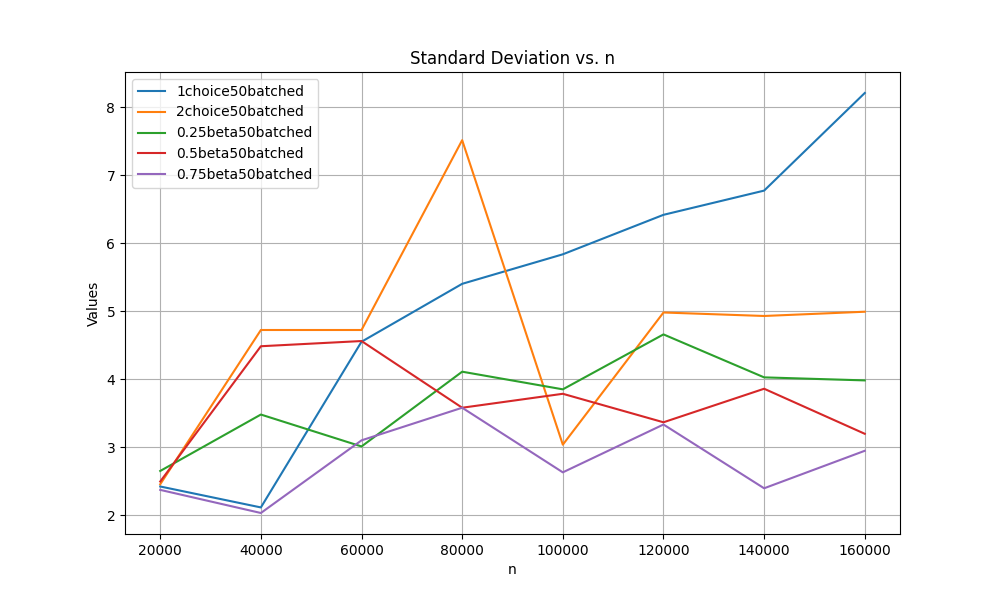 Standard Deviation vs. n
1choice50batched
2choice50batched
0.25beta50batched
0.5beta50batched
0.75beta50batched
Values
8
7
6
5
4
3
2
20000 40000 60000 80000 100000 120000 140000 160000
n